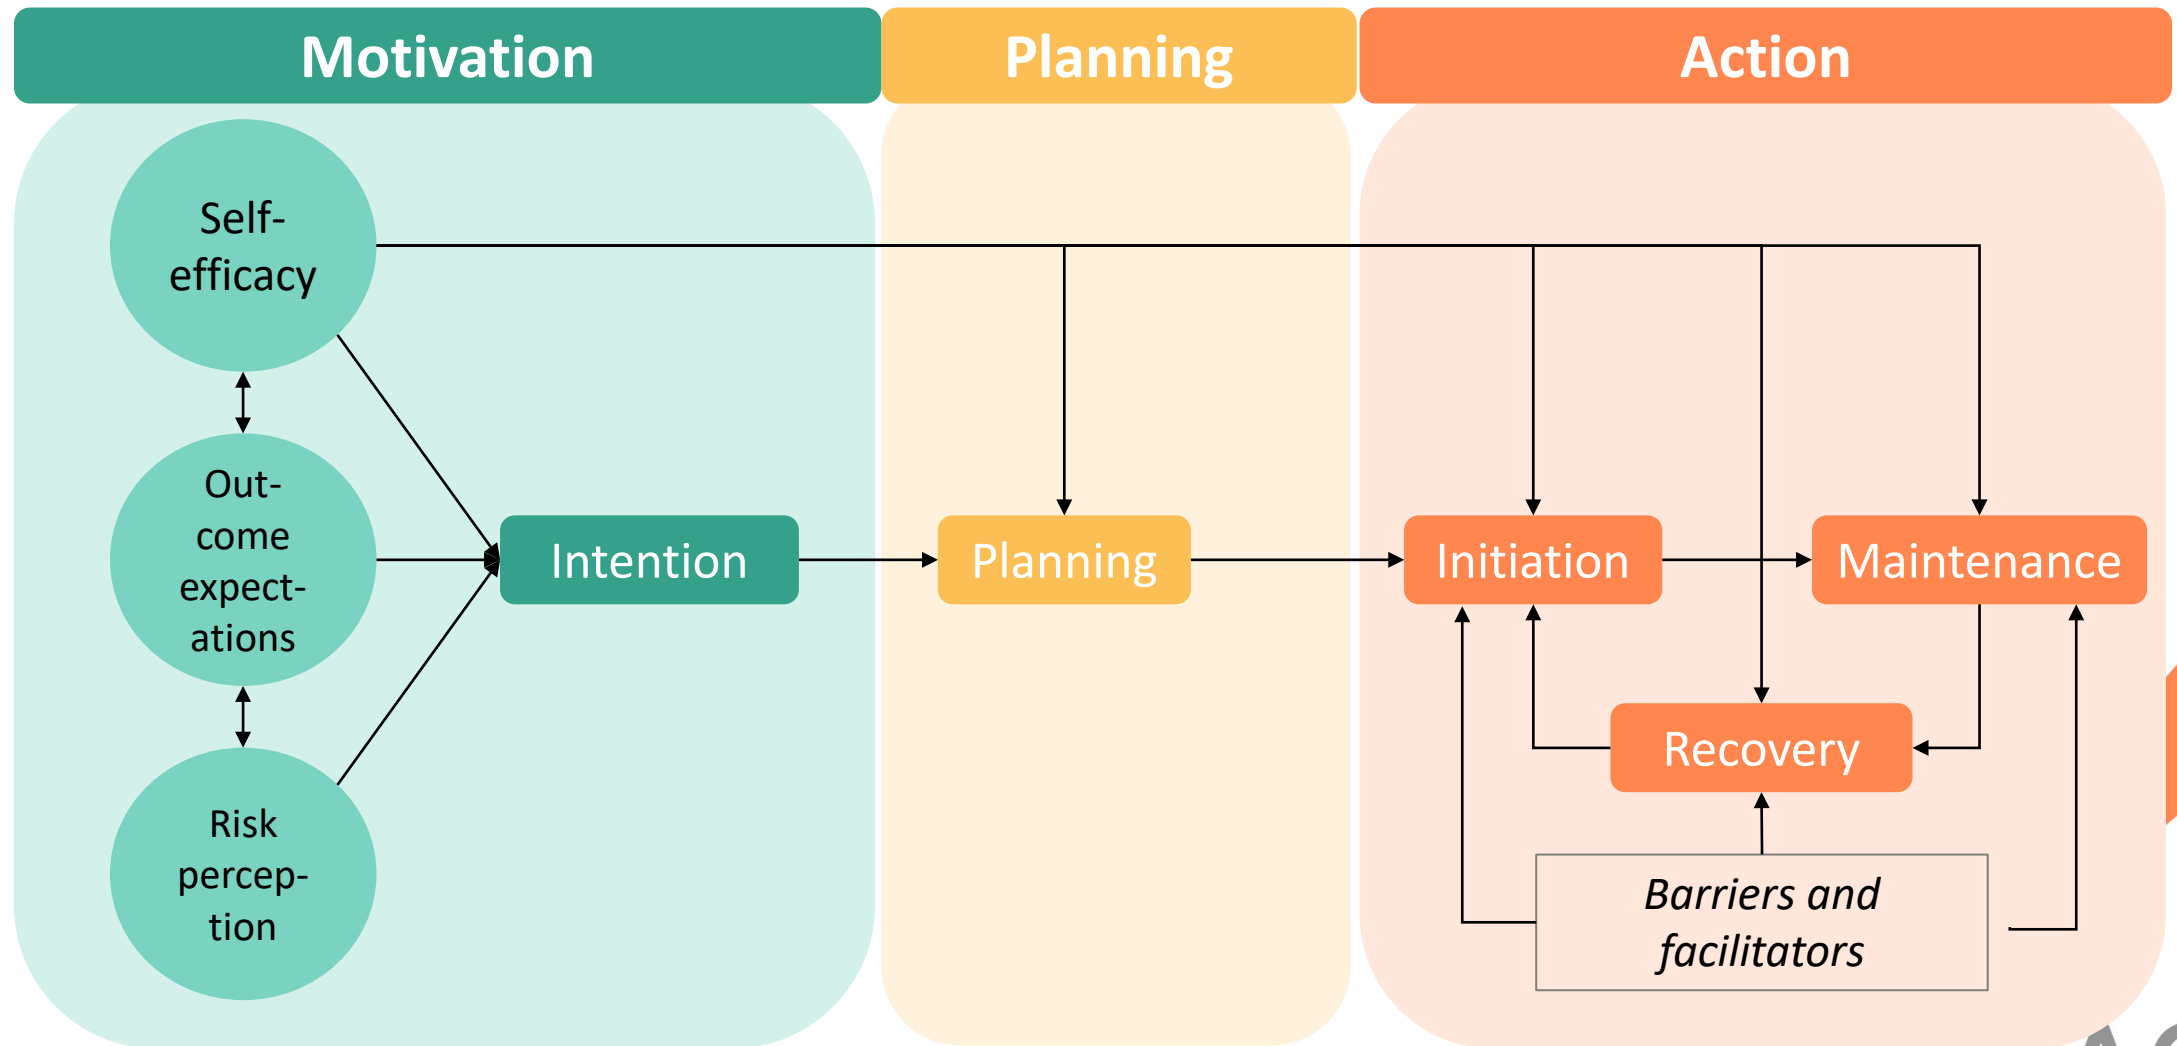 Motivation
Planning
Action
Self-
efficacy
Out-
come
expect-
ations
Risk
percep-
tion
Intention
Planning
Initiation
Maintenance
Recovery
Barriers and
facilitators